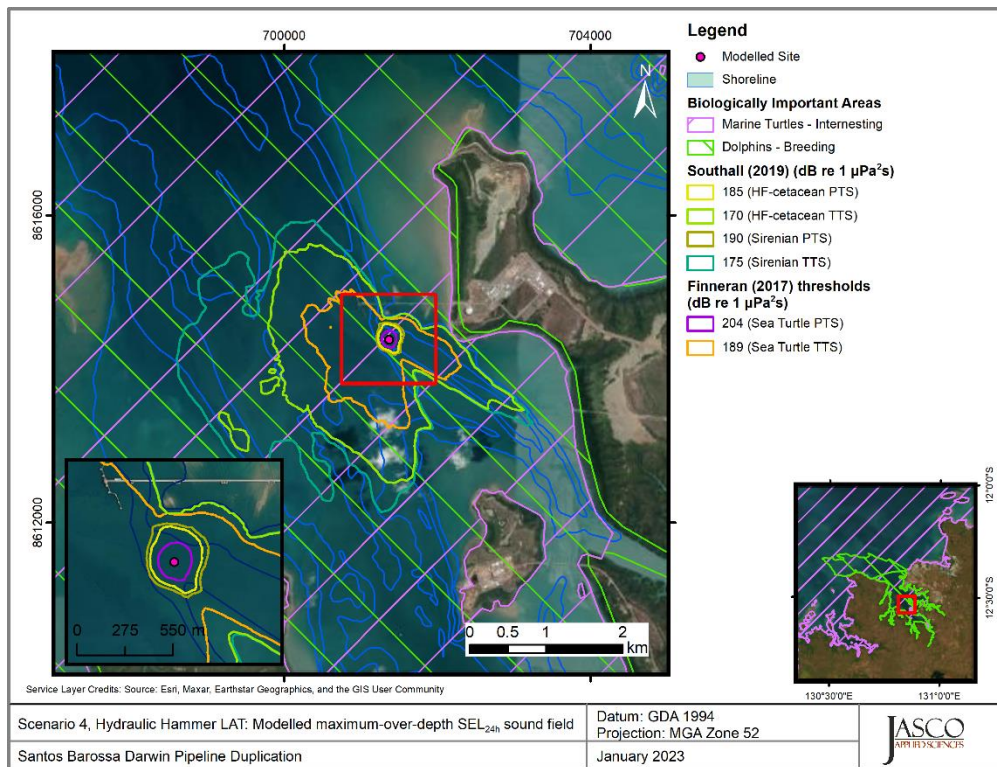 700000
704000
8616000
8612000
N
0 275 550 m
0 0.5 1 2
km
Legend
Modelled Site
Shoreline
Biologically Important Areas
Marine Turtles - Internesting
Dolphins - Breeding
Southall (2019) (dB re 1 µPa²s)
185 (HF-cetacean PTS)
170 (HF-cetacean TTS)
190 (Sirenian PTS)
175 (Sirenian TTS)
Finneran (2017) thresholds
(dB re 1 µPa²s)
204 (Sea Turtle PTS)
189 (Sea Turtle TTS)
12°0'0"S
12°30'0"S
130°30'0"E
131°0'0"E
Service Layer Credits: Source: Esri, Maxar, Earthstar Geographics, and the GIS User Community
Scenario 4, Hydraulic Hammer LAT: Modelled maximum-over-depth SEL24h sound field
Datum: GDA 1994
Projection: MGA Zone 52
Santos Barossa Darwin Pipeline Duplication
January 2023
JASCO
APPLIED SCIENCES